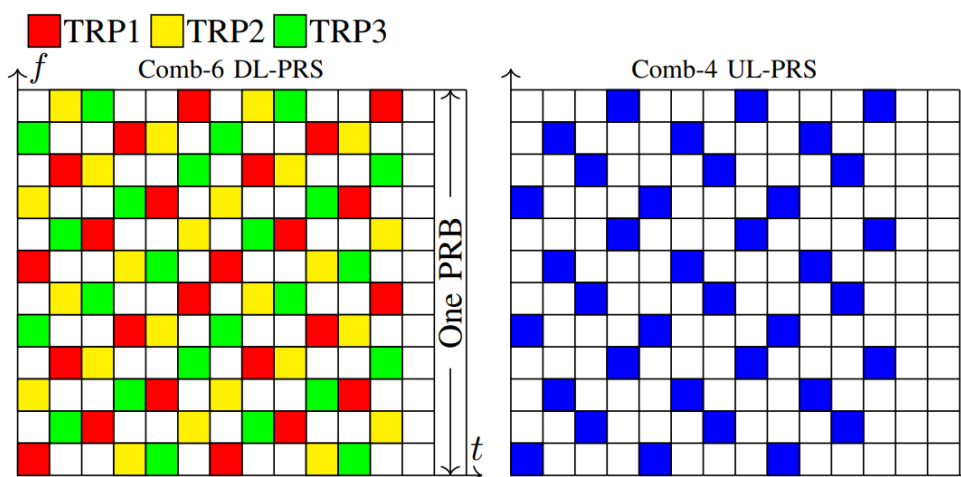 TRP1 TRP2 TRP3
f
Comb-6 DL-PRS
Comb-4 UL-PRS
One PRB
t